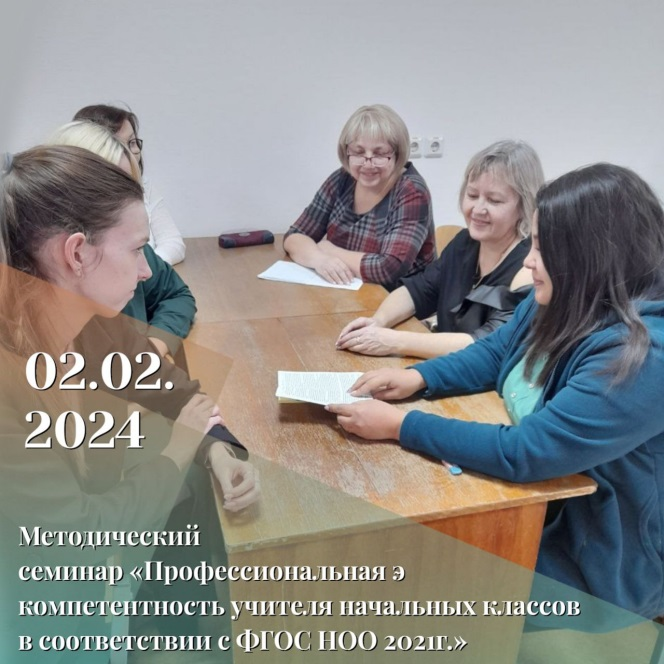 02.02.
2024
Методический
семинар «Профессиональная э
компетентность учителя начальных классов
в соответствии с ФГОС НОО 2021г.»